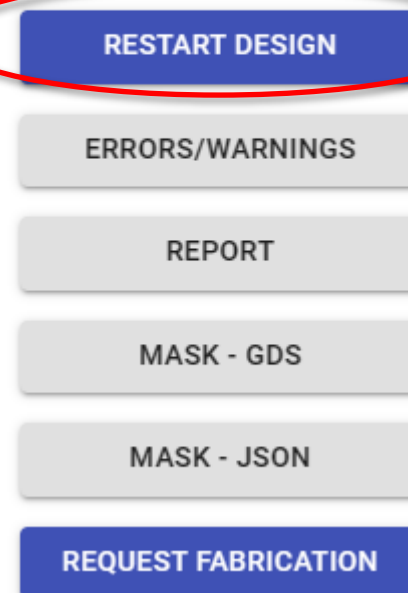 RESTART DESIGN
ERRORS/WARNINGS
REPORT
MASK - GDS
MASK - JSON
REQUEST FABRICATION